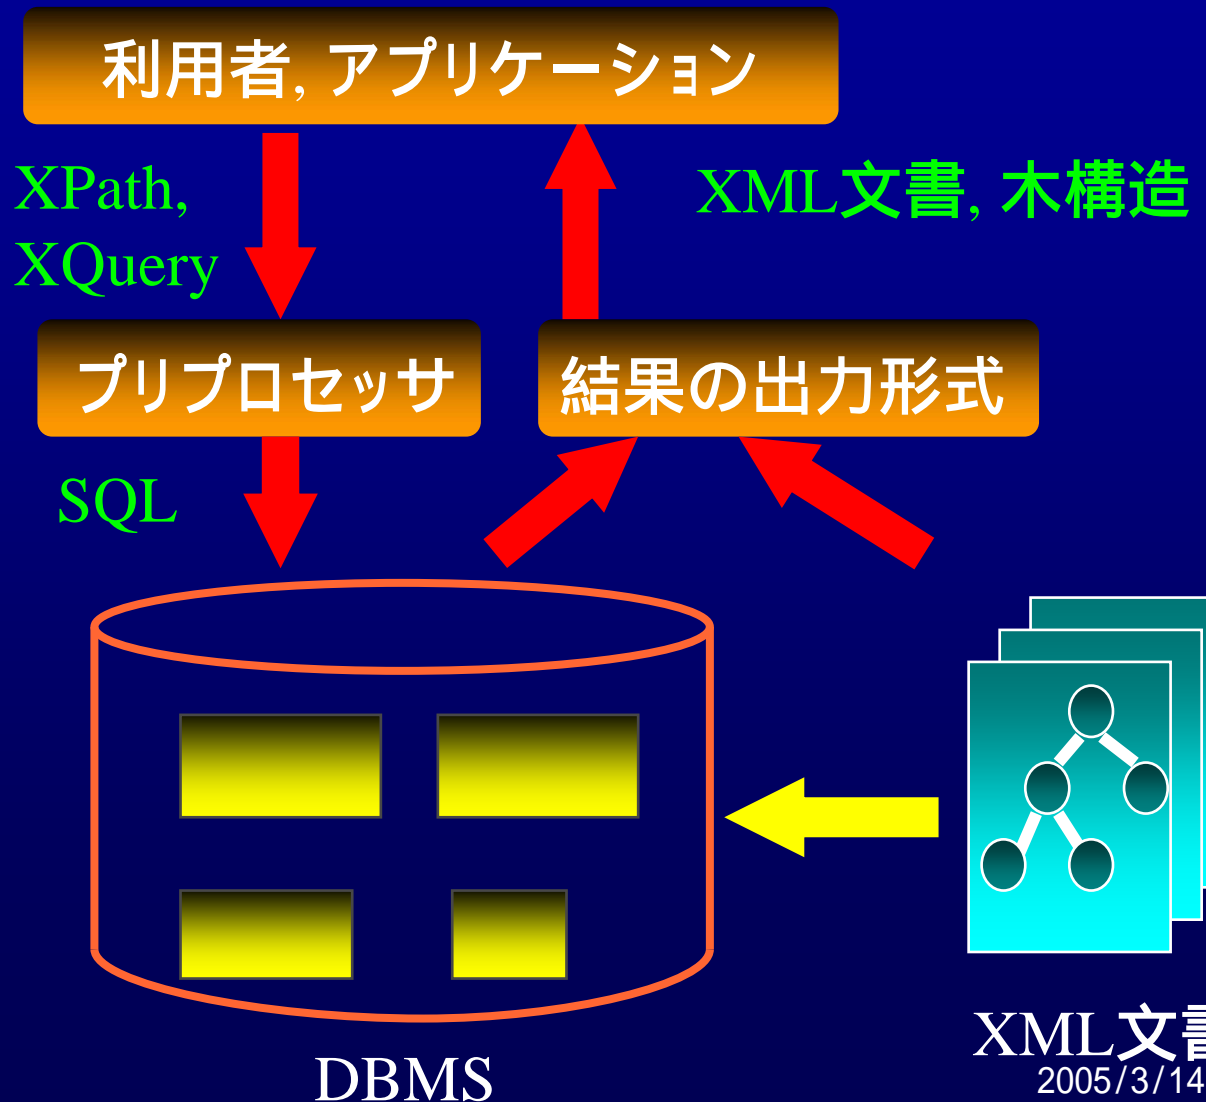 利用者, アプリケーション
XPath,
XQuery
XML文書, 木構造
プリプロセッサ
結果の出力形式
SQL
DBMS
XML文書
2005/3/14